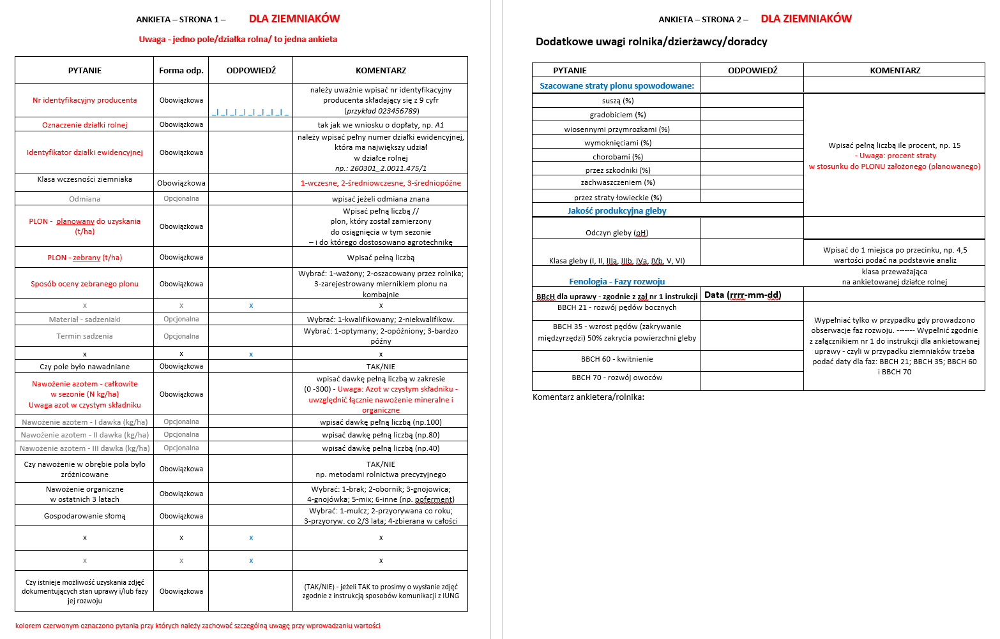 ANKIETA – STRONA 1 – DLA ZIEMNIAKÓW
Uwaga - jedno pole/działka rolna/ to jedna ankieta
PYTANIE Forma odp. ODPOWIEDŹ KOMENTARZ
Nr identyfikacyjny producenta Obowiązkowa _| _| _| _| _| _| _| _| _ należy uważnie wpisać nr identyfikacyjny
producenta składający się z 9 cyfr
(przykład 023456789)
Oznaczenie działki rolnej Obowiązkowa tak jak we wniosku o dopłaty, np. A1
Identyfikator działki ewidencyjnej Obowiązkowa należy wpisać pełny numer działki ewidencyjnej,
która ma największy udział
w działce rolnej
np.: 260301_2.0011.475/1
Klasa wczesności ziemniaka Obowiązkowa 1-wczesne, 2-średniowczesne, 3-średniopóźne
Odmiana Opcjonalna wpisać jeżeli odmiana znana
PLON - planowany do uzyskania
(t/ha) Obowiązkowa Wpisać pełną liczbą //
plon, który został zamierzony
do osiągnięcia w tym sezonie
– i do którego dostosowano agrotechnikę
PLON - zebrany (t/ha) Obowiązkowa Wpisać pełną liczbą
Sposób oceny zebranego plonu Obowiązkowa Wybrać: 1-ważony; 2-oszacowany przez rolnika;
3-zarejestrowany miernikiem plonu na
kombajnie
x x x x
Materiał - sadzeniaki Opcjonalna Wybrać: 1-kwalifikowany; 2-niekwalifikow.
Termin sadzenia Opcjonalna Wybrać: 1-optymany; 2-opóźniony; 3-bardzo
późny
x x x x
Czy pole było nawadniane Obowiązkowa TAK/NIE
Nawożenie azotem - całkowite
w sezonie (N kg/ha)
Uwaga azot w czystym składniku Obowiązkowa wpisać dawkę pełną liczbą w zakresie
(0 -300) - Uwaga: Azot w czystym składniku -
uwzględnić łącznie nawożenie mineralne i
organiczne
Nawożenie azotem - I dawka (kg/ha) Opcjonalna wpisać dawkę pełną liczbą (np.100)
Nawożenie azotem - II dawka (kg/ha) Opcjonalna wpisać dawkę pełną liczbą (np.80)
Nawożenie azotem - III dawka (kg/ha) Opcjonalna wpisać dawkę pełną liczbą (np.40)
Czy nawożenie w obrębie pola było
zróżnicowane Obowiązkowa TAK/NIE
np. metodami rolnictwa precyzyjnego
Nawożenie organiczne
w ostatnich 3 latach Obowiązkowa Wybrać: 1-brak; 2-obornik; 3-gnojowica;
4-gnojówka; 5-mix; 6-inne (np. poferment)
Gospodarowanie słomą Obowiązkowa Wybrać: 1-mulcz; 2-przyorywana co roku;
3-przyoryw. co 2/3 lata; 4-zbierana w całości
x x x x
x x x x
Czy istnieje możliwość uzyskania zdjęć
dokumentujących stan uprawy i/lub fazy
jej rozwoju Obowiązkowa (TAK/NIE) - jeżeli TAK to prosimy o wysłanie zdjęć
zgodnie z instrukcją sposobów komunikacji z IUNG
kolorem czerwonym oznaczono pytania przy których należy zachować szczególną uwagę przy wprowadzaniu wartości
ANKIETA – STRONA 2 – DLA ZIEMNIAKÓW
Dodatkowe uwagi rolnika/dzierżawcy/doradcy
PYTANIE ODPOWIEDŹ KOMENTARZ
Szacowane straty plonu spowodowane:
suszą (%)
gradobiciem (%)
wiosennymi przymrozkami (%)
wymoknięciami (%)
chorobami (%)
przez szkodniki (%)
zachwaszczeniem (%)
przez straty łowieckie (%)
Wpisać pełną liczbą ile procent, np. 15
- Uwaga: procent straty
w stosunku do PLONU założonego (planowanego)
Jakość produkcyjna gleby
Odczyn gleby (pH)
Klasa gleby (I, II, IIIa, IIIb, IVa, IVb, V, VI) Wpisać do 1 miejsca po przecinku, np. 4,5
wartości podać na podstawie analiz
Fenologia - Fazy rozwoju klasa przeważająca
na ankietowanej działce rolnej
BBcH dla uprawy - zgodnie z zał nr 1 instrukcji Data (rrrr-mm-dd)
BBCH 21 - rozwój pędów bocznych
BBCH 35 - wzrost pędów (zakrywanie
międzyrzędzi) 50% zakrycia powierzchni gleby
BBCH 60 - kwitnienie
BBCH 70 - rozwój owoców
Wypełniać tylko w przypadku gdy prowadzono
obserwacje faz rozwoju. ------- Wypełnić zgodnie
z załącznikiem nr 1 do instrukcji dla ankietowanej
uprawy - czyli w przypadku ziemniaków trzeba
podać daty dla faz: BBCH 21; BBCH 35; BBCH 60
i BBCH 70
Komentarz ankietera/rolnika: